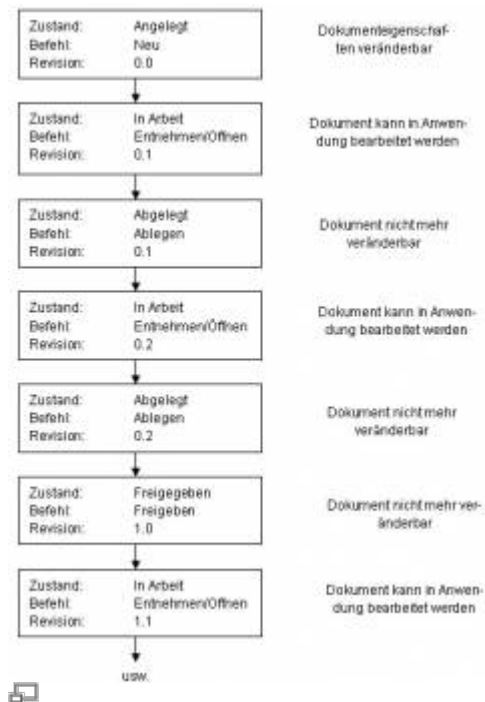 Zustand: Angelegt
Befehl: Neu
Revision: 0.0
Dokumenteigenschaf-
ten veränderbar
Zustand: In Arbeit
Befehl: Entnehmen/Öffnen
Revision: 0.1
Dokument kann in Anwen-
dung bearbeitet werden
Zustand: Abgelegt
Befehl: Ablegen
Revision: 0.1
Dokument nicht mehr
veränderbar
Zustand: In Arbeit
Befehl: Entnehmen/Öffnen
Revision: 0.2
Dokument kann in Anwen-
dung bearbeitet werden
Zustand: Abgelegt
Befehl: Ablegen
Revision: 0.2
Dokument nicht mehr
veränderbar
Zustand: Freigegeben
Befehl: Freigeben
Revision: 1.0
Dokument nicht mehr ver-
änderbar
Zustand: In Arbeit
Befehl: Entnehmen/Öffnen
Revision: 1.1
Dokument kann in Anwen-
dung bearbeitet werden
usw.